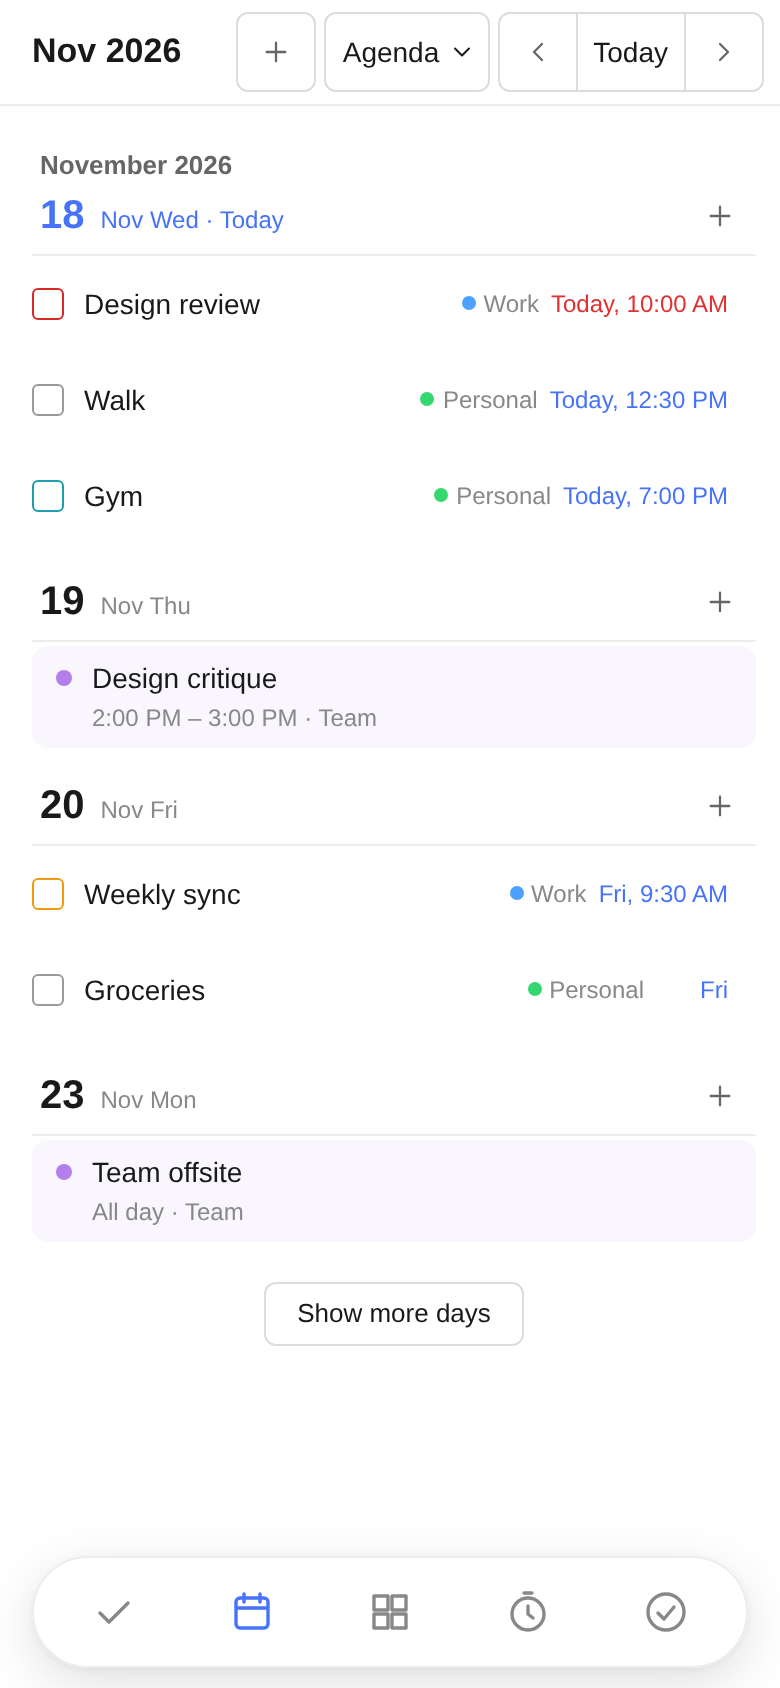 Nov 2026
Agenda
Today
November 2026
18 Nov Wed · Today
Design review Work Today, 10:00 AM
Walk Personal Today, 12:30 PM
Gym Personal Today, 7:00 PM
19 Nov Thu
Design critique
2:00 PM – 3:00 PM · Team
20 Nov Fri
Weekly sync Work Fri, 9:30 AM
Groceries Personal Fri
23 Nov Mon
Team offsite
All day · Team
Show more days